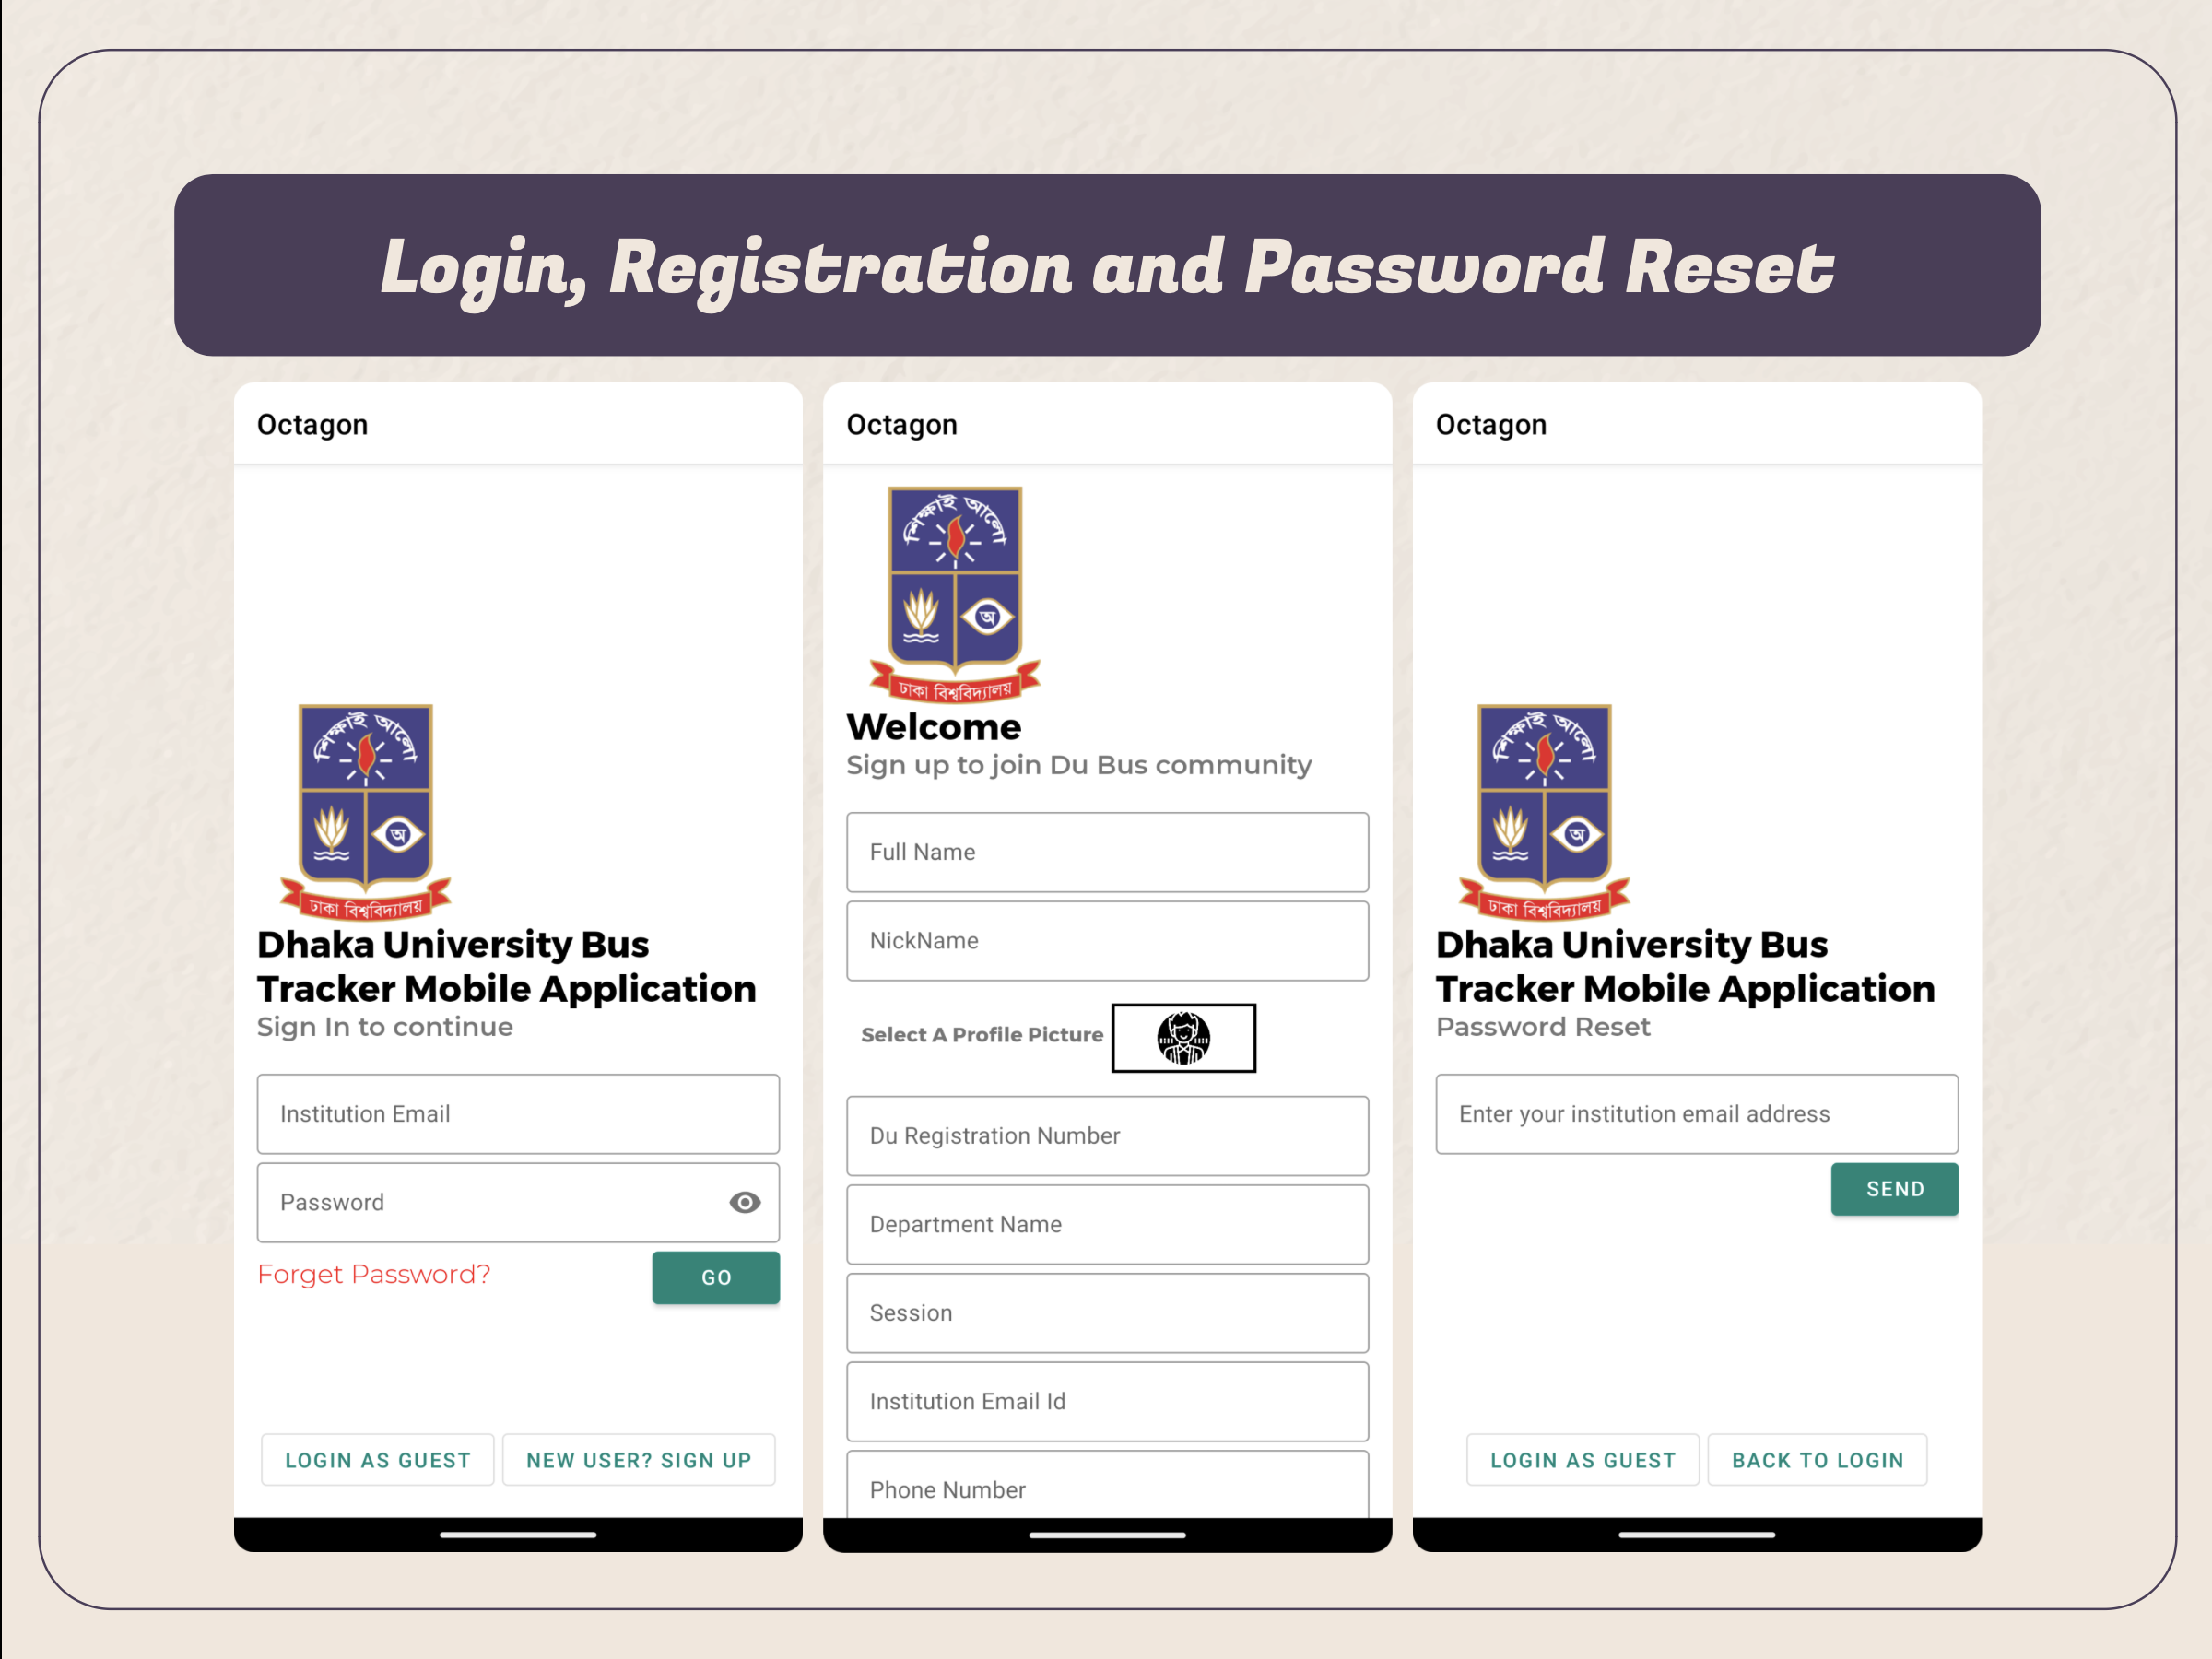 Login, Registration and Password Reset
Octagon
শিক্ষাই আলো
অ
ঢাকা বিশ্ববিদ্যালয়
Dhaka University Bus
Tracker Mobile Application
Sign In to continue
Institution Email
Password
Forget Password?
GO
LOGIN AS GUEST
NEW USER? SIGN UP
Octagon
শিক্ষাই আলো
অ
ঢাকা বিশ্ববিদ্যালয়
Welcome
Sign up to join Du Bus community
Full Name
NickName
Select A Profile Picture
Du Registration Number
Department Name
Session
Institution Email Id
Phone Number
Octagon
শিক্ষাই আলো
অ
ঢাকা বিশ্ববিদ্যালয়
Dhaka University Bus
Tracker Mobile Application
Password Reset
Enter your institution email address
SEND
LOGIN AS GUEST
BACK TO LOGIN